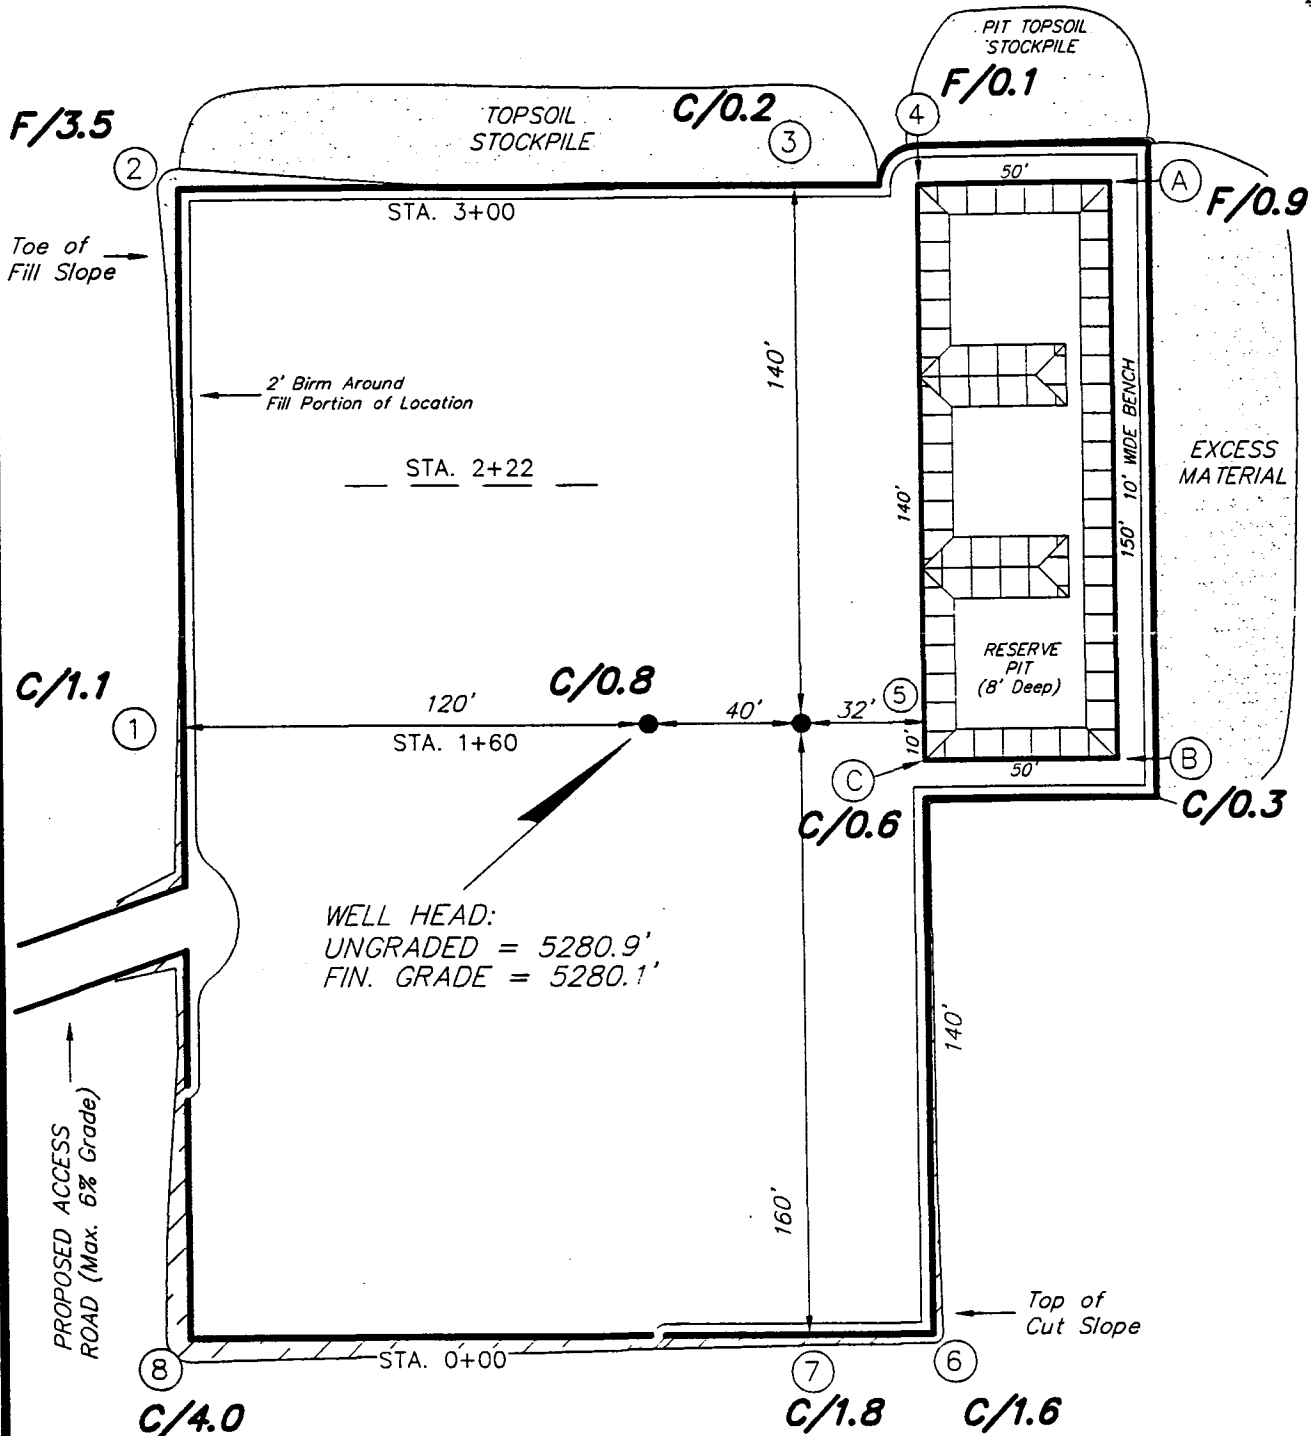 PIT TOPSOIL
STOCKPILE
F/0.1
4
F/3.5
TOPSOIL
STOCKPILE
C/0.2
3
2
50'
A
F/0.9
STA. 3+00
Toe of
Fill Slope
140'
2' Birm Around
Fill Portion of Location
STA. 2+22
140'
150' 10' WIDE BENCH
EXCESS
MATERIAL
RESERVE
PIT
(8' Deep)
C/1.1
1
120'
C/0.8
40'
32'
5
STA. 1+60
10'
50'
C
B
C/0.6
C/0.3
WELL HEAD:
UNGRADED = 5280.9'
FIN. GRADE = 5280.1'
140'
160'
PROPOSED ACCESS
ROAD (Max. 6% Grade)
Top of
Cut Slope
8
STA. 0+00
7
6
C/4.0
C/1.8
C/1.6